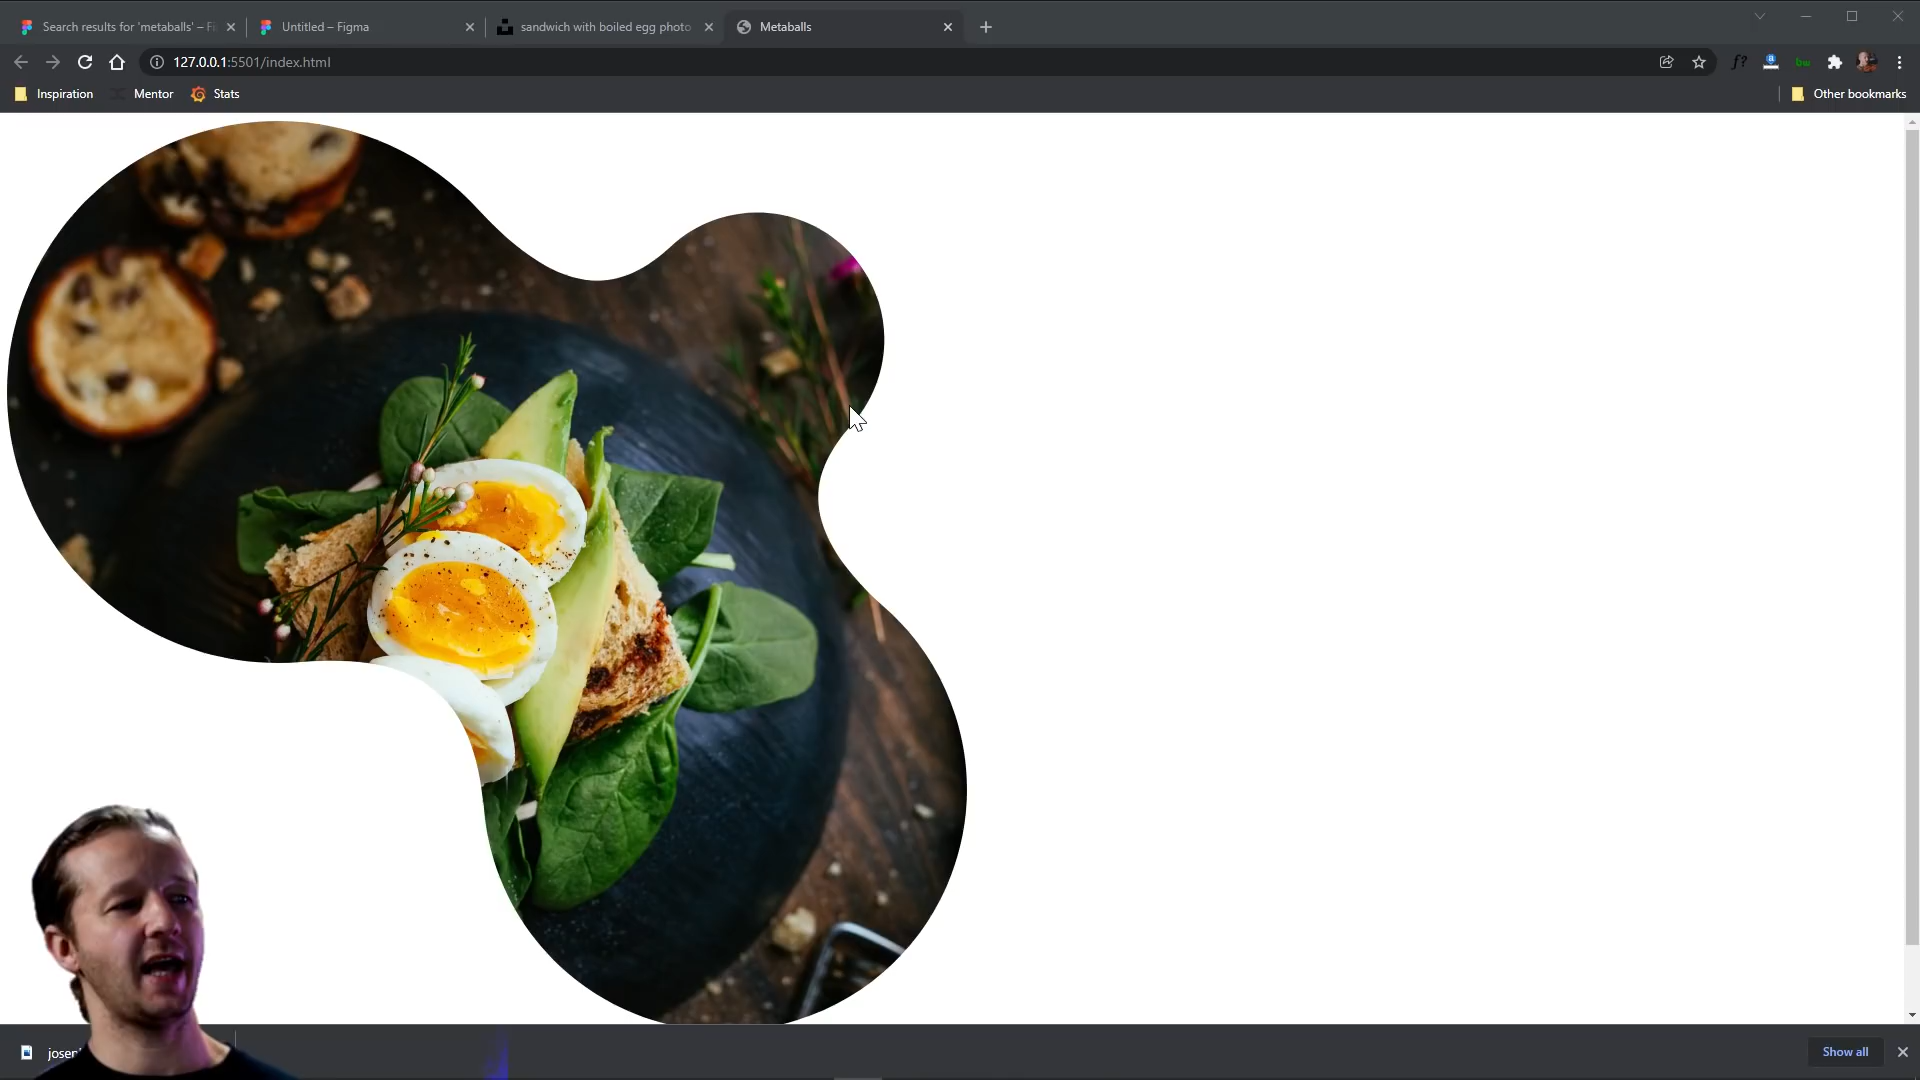 Search results for 'metaballs' – Fi
Untitled – Figma
sandwich with boiled egg photo
Metaballs
127.0.0.1:5501/index.html
f?
bw
Inspiration
Mentor
Stats
Other bookmarks
Show all